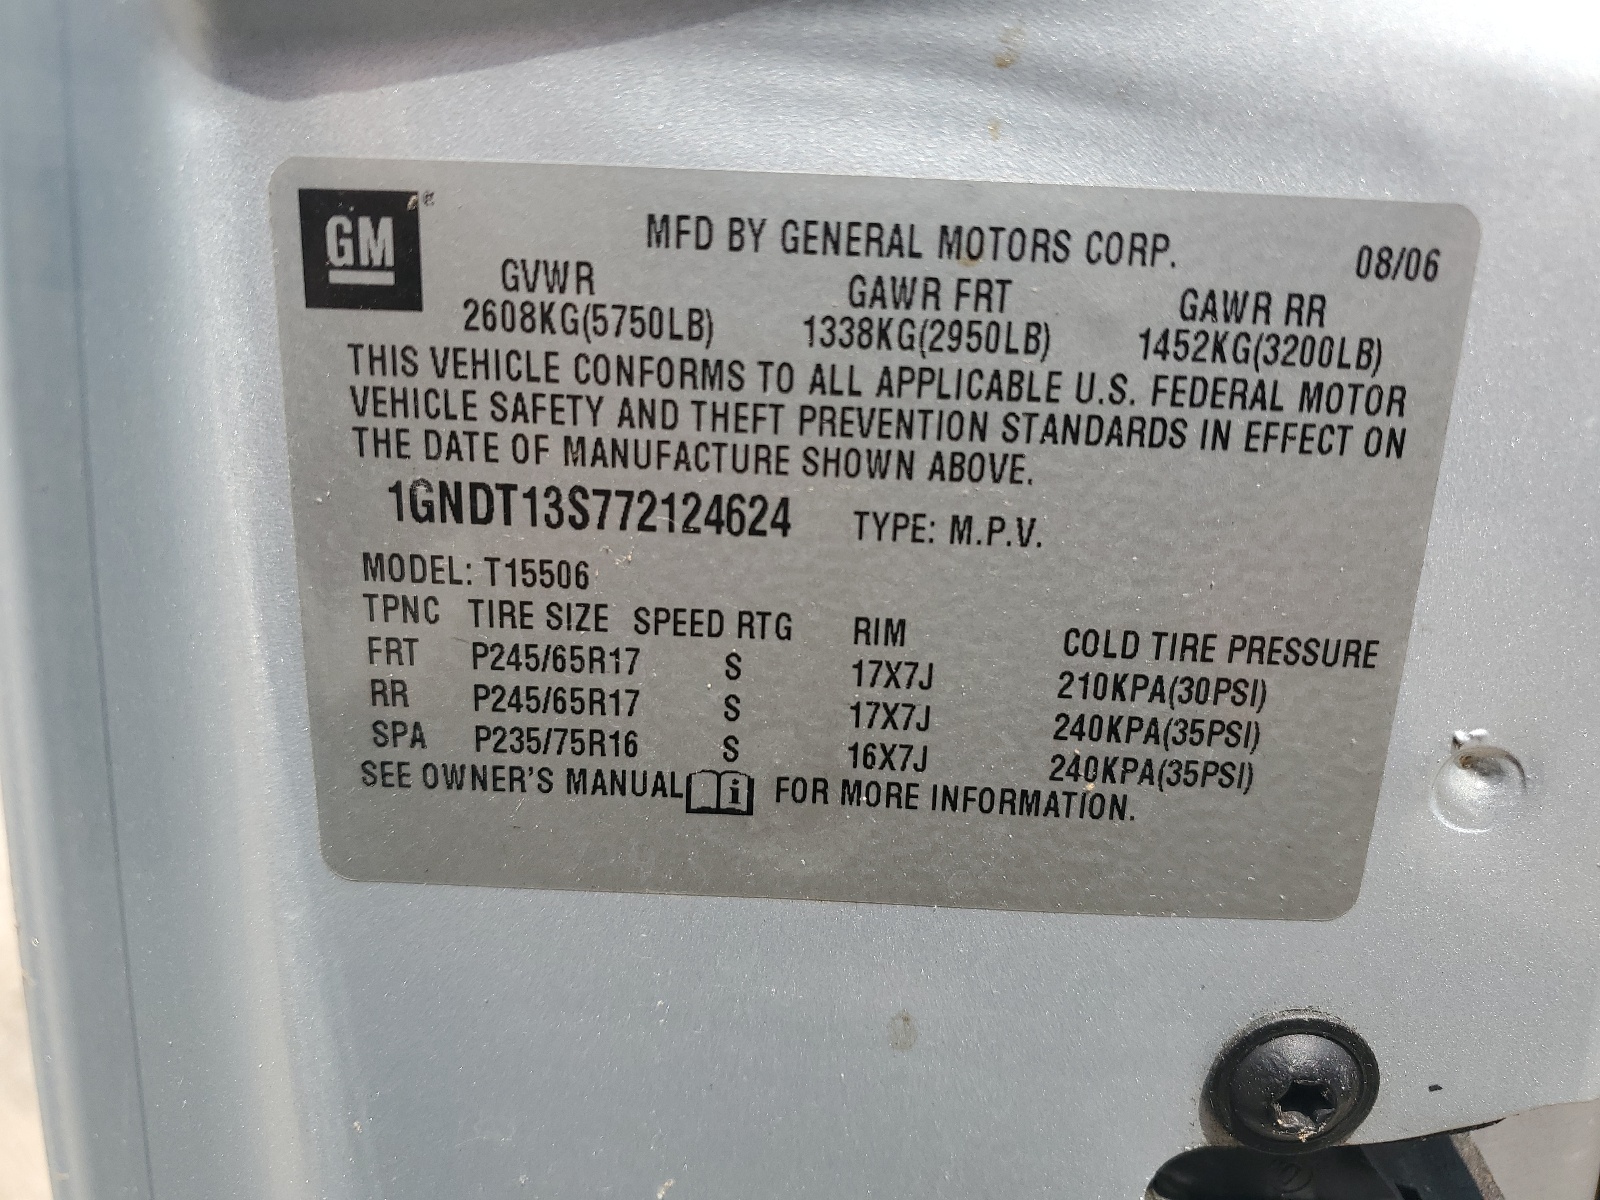 GM®
MFD BY GENERAL MOTORS CORP. 08/06
GVWR GAWR FRT GAWR RR
2608KG(5750LB) 1338KG(2950LB) 1452KG(3200LB)
THIS VEHICLE CONFORMS TO ALL APPLICABLE U.S. FEDERAL MOTOR
VEHICLE SAFETY AND THEFT PREVENTION STANDARDS IN EFFECT ON
THE DATE OF MANUFACTURE SHOWN ABOVE.
1GNDT13S772124624 TYPE: M.P.V.
MODEL: T15506
TPNC TIRE SIZE SPEED RTG RIM COLD TIRE PRESSURE
FRT P245/65R17 S 17X7J 210KPA(30PSI)
RR P245/65R17 S 17X7J 240KPA(35PSI)
SPA P235/75R16 S 16X7J 240KPA(35PSI)
SEE OWNER'S MANUAL i FOR MORE INFORMATION.